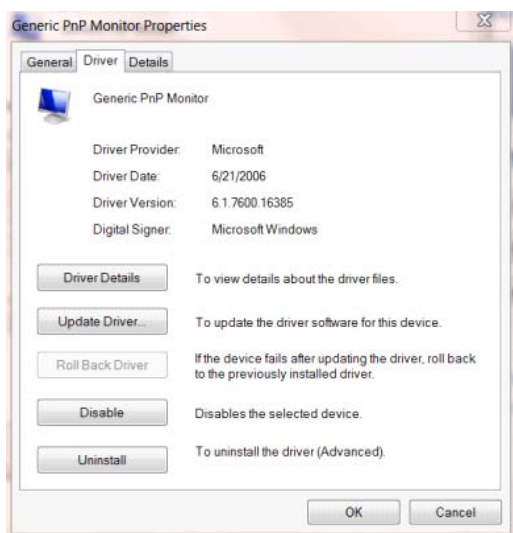 Generic PnP Monitor Properties
General Driver Details
Generic PnP Monitor
Driver Provider: Microsoft
Driver Date: 6/21/2006
Driver Version: 6.1.7600.16385
Digital Signer: Microsoft Windows
Driver Details To view details about the driver files.
Update Driver... To update the driver software for this device.
Roll Back Driver If the device fails after updating the driver, roll back
to the previously installed driver.
Disable Disables the selected device.
Uninstall To uninstall the driver (Advanced).
OK Cancel